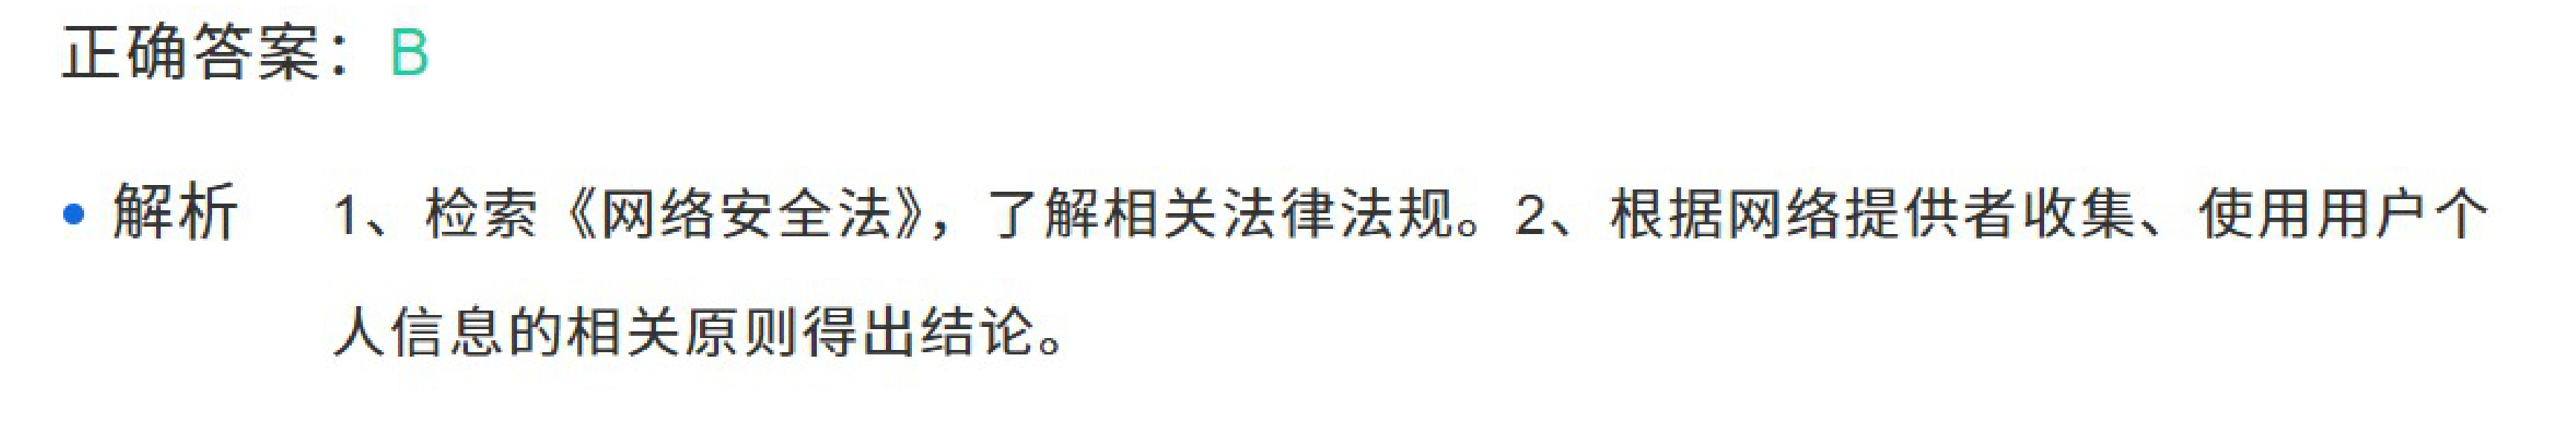 正确答案：B
• 解析 1、检索《网络安全法》，了解相关法律法规。2、根据网络提供者收集、使用用户个
人信息的相关原则得出结论。